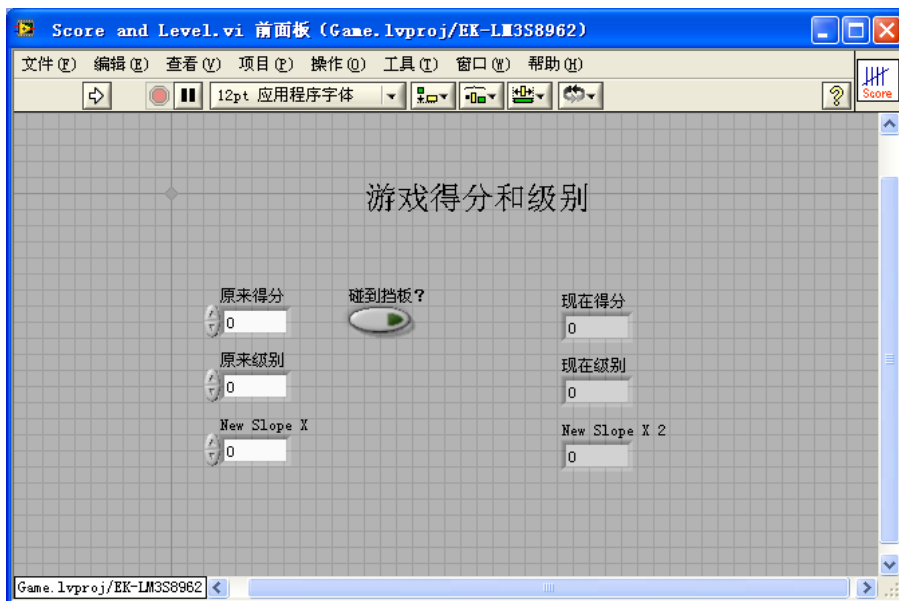 Score and Level.vi 前面板 (Game.lvproj/EK-LM3S8962)
文件(F) 编辑(E) 查看(V) 项目(P) 操作(O) 工具(T) 窗口(W) 帮助(H)
12pt 应用程序字体
Score
游戏得分和级别
原来得分 碰到挡板? 现在得分
0 0
原来级别 现在级别
0 0
New Slope X New Slope X 2
0 0
Game.lvproj/EK-LM3S8962